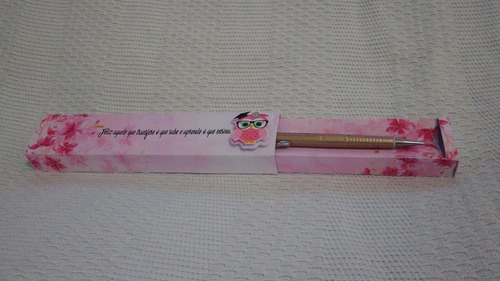 Feliz aquele que transfere o que sabe e aprende o que ensina